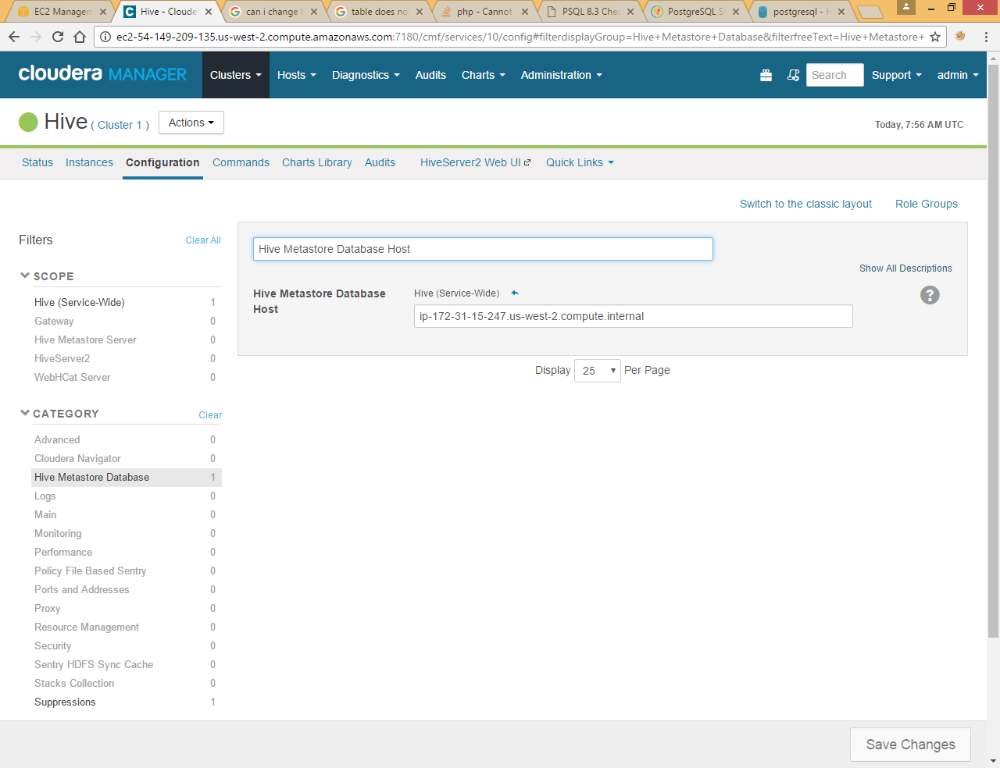 EC2 Managem
Hive - Cloude
can i change
table does no
php - Cannot
PSQL 8.3 Che
PostgreSQL S
postgresql - H
ec2-54-149-209-135.us-west-2.compute.amazonaws.com:7180/cmf/services/10/config#filterdisplayGroup=Hive+Metastore+Database&filterfreeText=Hive+Metastore+
cloudera MANAGER
Clusters
Hosts
Diagnostics
Audits
Charts
Administration
Search
Support
admin
Hive ( Cluster 1 )
Actions
Today, 7:56 AM UTC
Status
Instances
Configuration
Commands
Charts Library
Audits
HiveServer2 Web UI
Quick Links
Switch to the classic layout
Role Groups
Filters
Clear All
Hive Metastore Database Host
Show All Descriptions
SCOPE
Hive (Service-Wide) 1
Gateway 0
Hive Metastore Server 0
HiveServer2 0
WebHCat Server 0
Hive Metastore Database
Host
Hive (Service-Wide)
ip-172-31-15-247.us-west-2.compute.internal
?
Display 25 Per Page
CATEGORY
Clear
Advanced 0
Cloudera Navigator 0
Hive Metastore Database 1
Logs 0
Main 0
Monitoring 0
Performance 0
Policy File Based Sentry 0
Ports and Addresses 0
Proxy 0
Resource Management 0
Security 0
Sentry HDFS Sync Cache 0
Stacks Collection 0
Suppressions 1
Save Changes